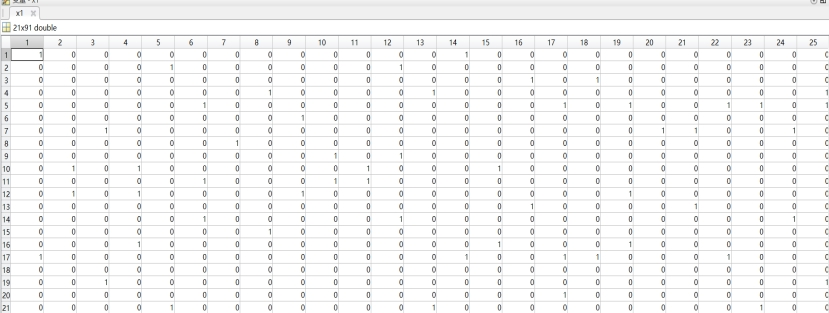 变量 - x1
x1
21x91 double
1 2 3 4 5 6 7 8 9 10 11 12 13 14 15 16 17 18 19 20 21 22 23 24 25
1 1 0 0 0 0 0 0 0 0 0 0 0 0 1 0 0 0 0 0 0 0 0 0 0 0
2 0 0 0 0 1 0 0 0 0 0 0 1 0 0 0 0 0 0 0 0 0 0 0 0 0
3 0 0 0 0 0 0 0 0 0 0 0 0 0 0 0 1 0 1 0 0 0 0 0 0 0
4 0 0 0 0 0 0 0 1 0 0 0 0 1 0 0 0 0 0 0 0 0 0 0 0 1
5 0 0 0 0 0 1 0 0 0 0 0 0 0 0 0 0 1 0 1 0 0 1 1 0 1
6 0 0 0 0 0 0 0 0 1 0 0 0 0 0 0 0 0 0 0 0 0 0 0 0 0
7 0 0 1 0 0 0 0 0 0 0 0 0 0 0 0 0 0 0 0 1 1 0 0 1 0
8 0 0 0 0 0 0 1 0 0 0 0 0 0 0 0 0 0 0 0 0 0 0 0 0 0
9 0 0 0 0 0 0 0 0 0 1 0 1 0 0 0 0 0 0 0 0 0 0 0 0 0
10 0 1 0 1 0 0 0 0 0 0 1 0 0 0 1 0 0 0 0 0 0 0 0 0 0
11 0 0 0 0 0 1 0 0 0 1 1 0 0 0 0 0 0 0 0 0 0 0 0 0 0
12 0 1 0 1 0 0 0 0 1 0 0 0 0 0 0 0 0 0 1 0 0 0 0 0 0
13 0 0 0 0 0 0 0 0 0 0 0 0 0 0 0 1 0 0 0 0 1 0 0 0 0
14 0 0 0 0 0 1 0 0 0 0 0 1 0 0 0 0 0 0 0 0 0 0 0 1 0
15 0 0 0 0 0 0 0 1 0 0 0 0 0 0 0 0 0 0 0 0 0 0 0 0 0
16 0 0 0 1 0 0 0 0 0 0 0 0 0 0 1 0 0 0 1 0 0 0 0 0 0
17 1 0 0 0 0 0 0 0 0 0 0 0 0 1 0 0 1 1 0 0 0 1 0 0 0
18 0 0 0 0 0 0 0 0 0 0 0 0 0 0 0 0 0 0 0 0 0 0 0 0 0
19 0 0 1 0 0 0 0 0 0 0 0 0 0 0 0 0 0 0 0 0 0 0 0 0 1
20 0 0 0 0 0 0 0 0 0 0 0 0 0 0 0 0 1 0 0 0 0 0 0 0 0
21 0 0 0 0 1 0 0 0 0 0 0 0 1 0 0 0 0 0 0 0 0 0 1 0 0